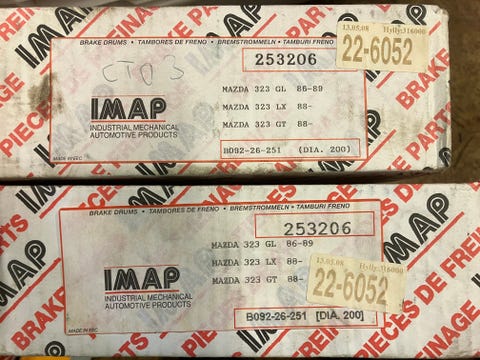 BRAKE DRUMS • TAMBORES DE FRENO • BREMSTROMMELN • TAMBURI FRENO
253206
13.05.08 Hylly:316000
22-6052
MAZDA 323 GL 86-89
MAZDA 323 LX 88-
MAZDA 323 GT 88-
IMAP
INDUSTRIAL MECHANICAL
AUTOMOTIVE PRODUCTS
MADE IN EEC
B092-26-251 (DIA. 200)
IMAP
BRAKE PARTS
PIECES DE FREINAGE
BRAKE DRUMS • TAMBORES DE FRENO • BREMSTROMMELN • TAMBURI FRENO
253206
MAZDA 323 GL 86-89
MAZDA 323 LX 88-
MAZDA 323 GT 88-
13.05.08 Hylly:316000
22-6052
IMAP
INDUSTRIAL MECHANICAL
AUTOMOTIVE PRODUCTS
MADE IN EEC
B092-26-251 [DIA. 200]
IMAP
BRAKE PARTS
PIECES DE FREINAGE